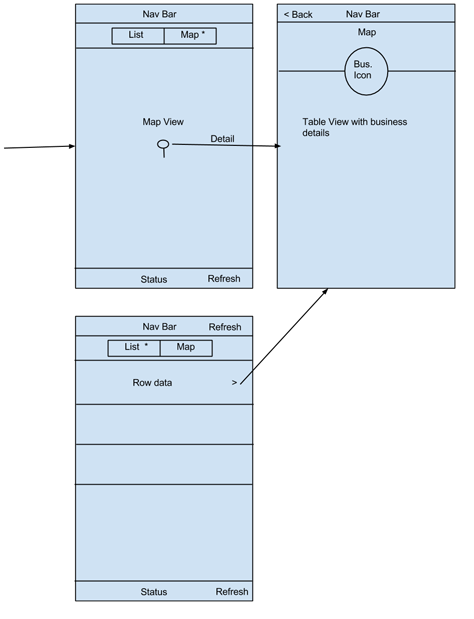 Nav Bar
List
Map *
Map View
Detail
Status
Refresh
< Back
Nav Bar
Map
Bus.
Icon
Table View with business
details
Nav Bar
Refresh
List *
Map
Row data
>
Status
Refresh